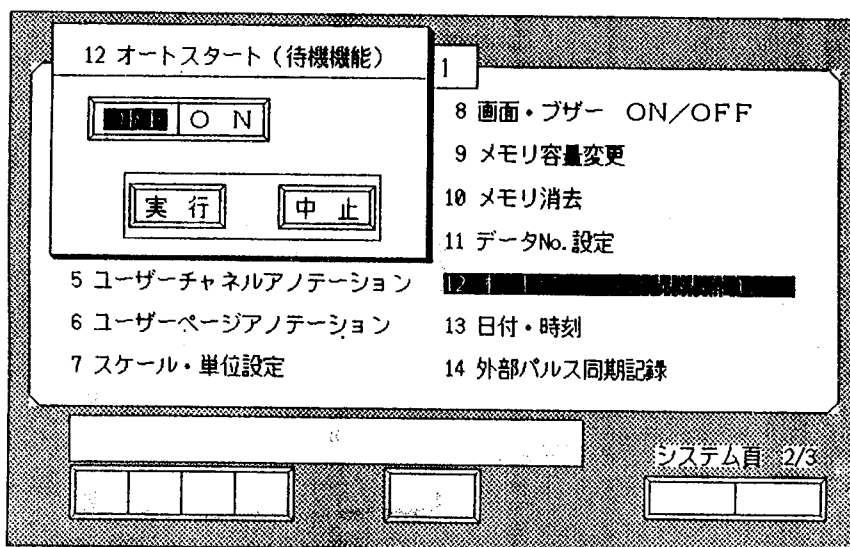 12 オートスタート（待機機能）
O N
実 行
中 止
1
5 ユーザーチャネルアノテーション
6 ユーザーページアノテーション
7 スケール・単位設定
8 画面・ブザー ON／OFF
9 メモリ容量変更
10 メモリ消去
11 データNo.設定
12
13 日付・時刻
14 外部パルス同期記録
システム頁 2/3